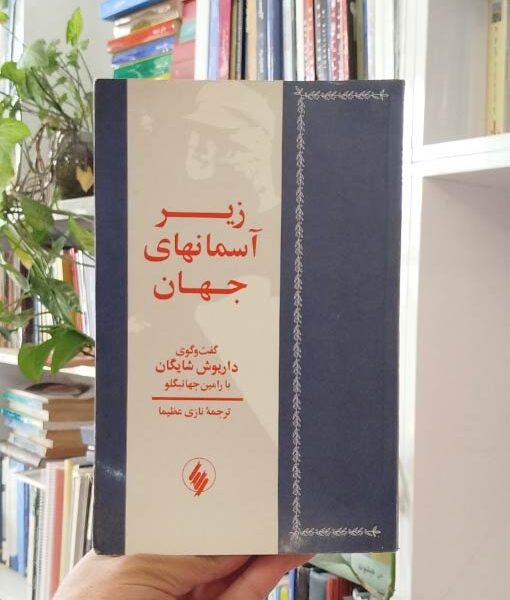 زیر
آسمانهای
جهان
گفت‌وگوی
داریوش شایگان
با رامین جهانبگلو
ترجمهٔ نازی عظیما